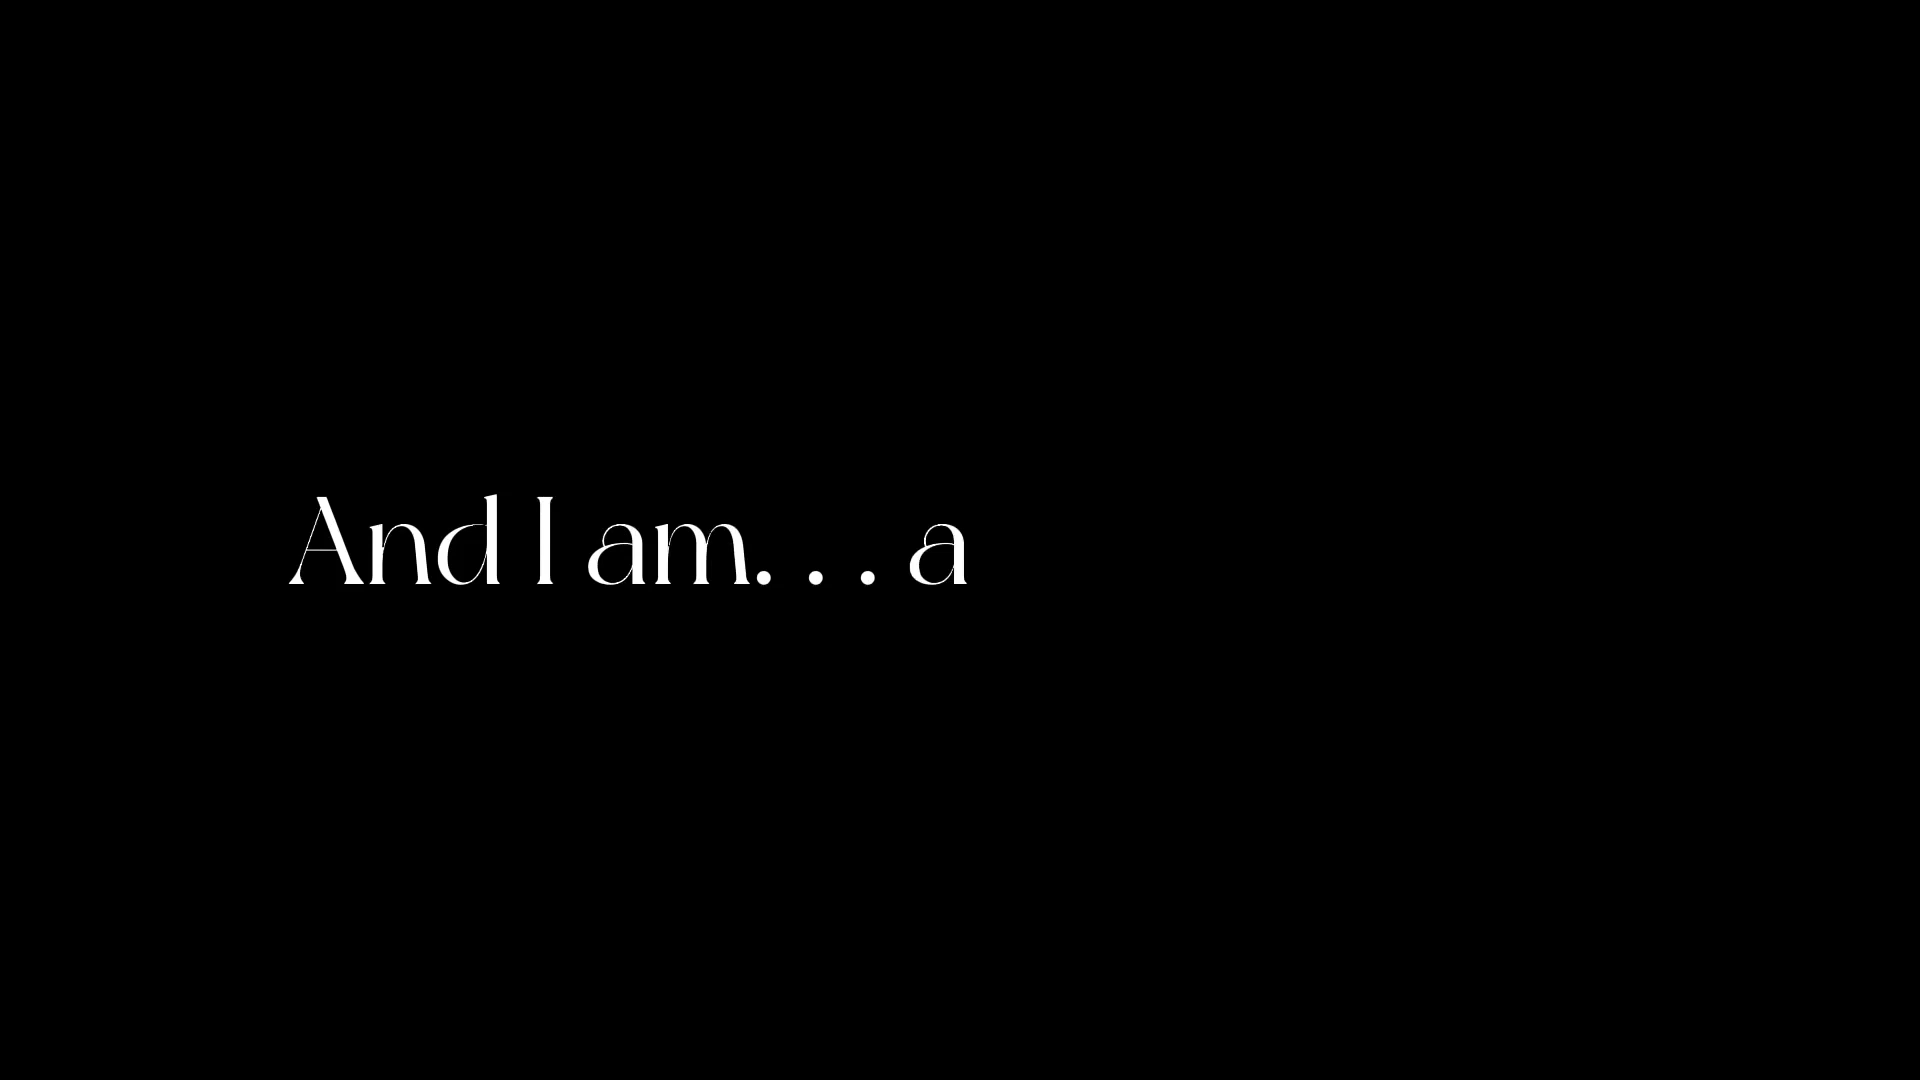 And I am. . . a